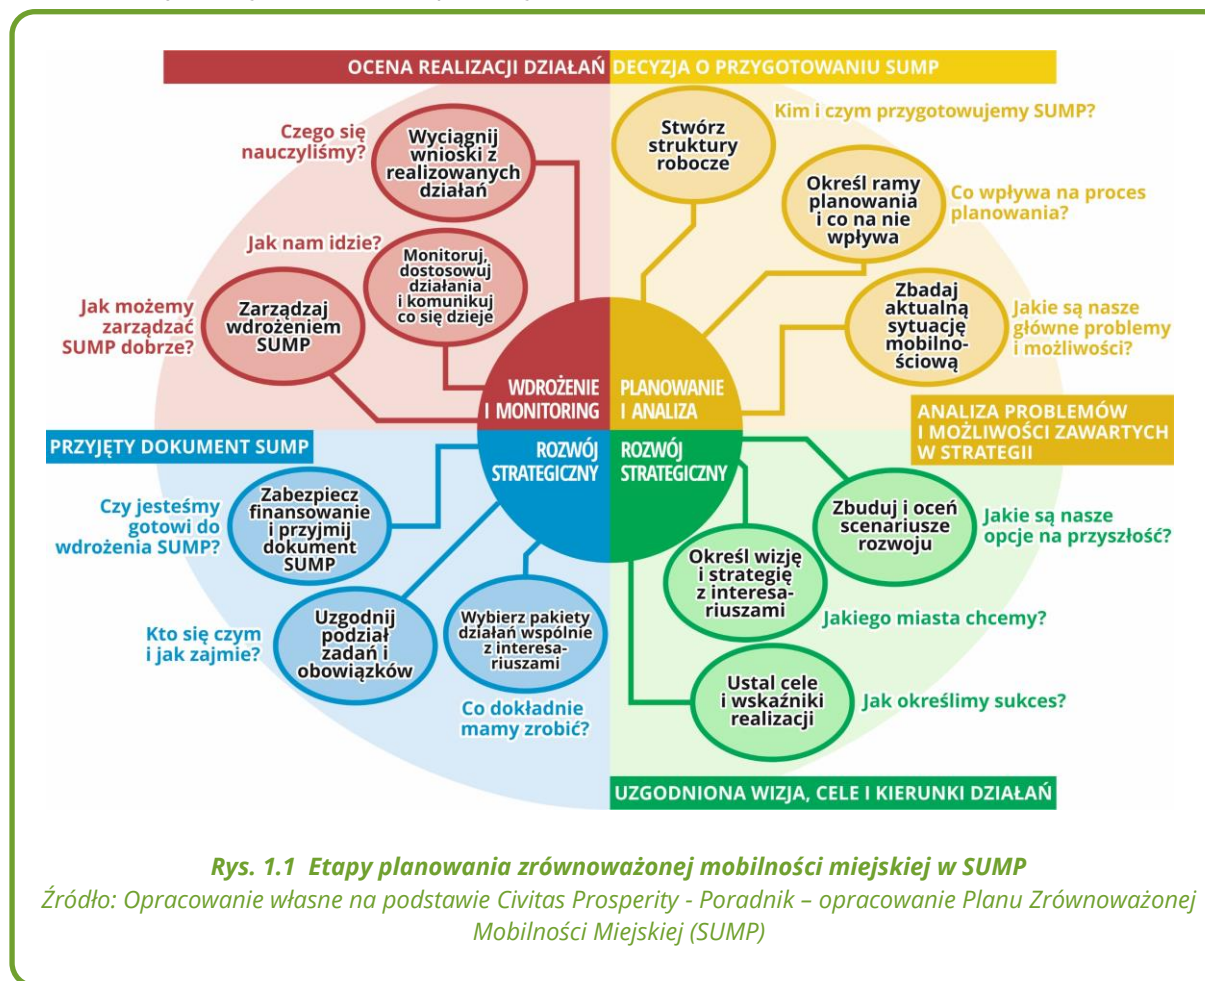 OCENA REALIZACJI DZIAŁAŃ
DECYZJA O PRZYGOTOWANIU SUMP
Kim i czym przygotowujemy SUMP?
Stwórz
struktury
robocze
Określ ramy
planowania
i co na nie
wpływa
Co wpływa na proces
planowania?
Zbadaj
aktualną
sytuację
mobilno-
ściową
Jakie są nasze
główne problemy
i możliwości?
PLANOWANIE
I ANALIZA
ANALIZA PROBLEMÓW
I MOŻLIWOŚCI ZAWARTYCH
W STRATEGII
ROZWÓJ
STRATEGICZNY
Zbuduj i oceń
scenariusze
rozwoju
Jakie są nasze
opcje na przyszłość?
Określ wizję
i strategię
z interesa-
riuszami
Jakiego miasta chcemy?
Ustal cele
i wskaźniki
realizacji
Jak określimy sukces?
UZGODNIONA WIZJA, CELE I KIERUNKI DZIAŁAŃ
ROZWÓJ
STRATEGICZNY
Wybierz pakiety
działań wspólnie
z interesa-
riuszami
Co dokładnie
mamy zrobić?
Uzgodnij
podział
zadań i
obowiązków
Kto się czym
i jak zajmie?
Zabezpiecz
finansowanie
i przyjmij
dokument
SUMP
Czy jesteśmy
gotowi do
wdrożenia SUMP?
PRZYJĘTY DOKUMENT SUMP
WDROŻENIE
I MONITORING
Zarządzaj
wdrożeniem
SUMP
Jak możemy
zarządzać
SUMP dobrze?
Monitoruj,
dostosowuj
działania
i komunikuj
co się dzieje
Jak nam idzie?
Wyciągnij
wnioski z
realizowanych
działań
Czego się
nauczyliśmy?
Rys. 1.1 Etapy planowania zrównoważonej mobilności miejskiej w SUMP
Źródło: Opracowanie własne na podstawie Civitas Prosperity - Poradnik – opracowanie Planu Zrównoważonej
Mobilności Miejskiej (SUMP)